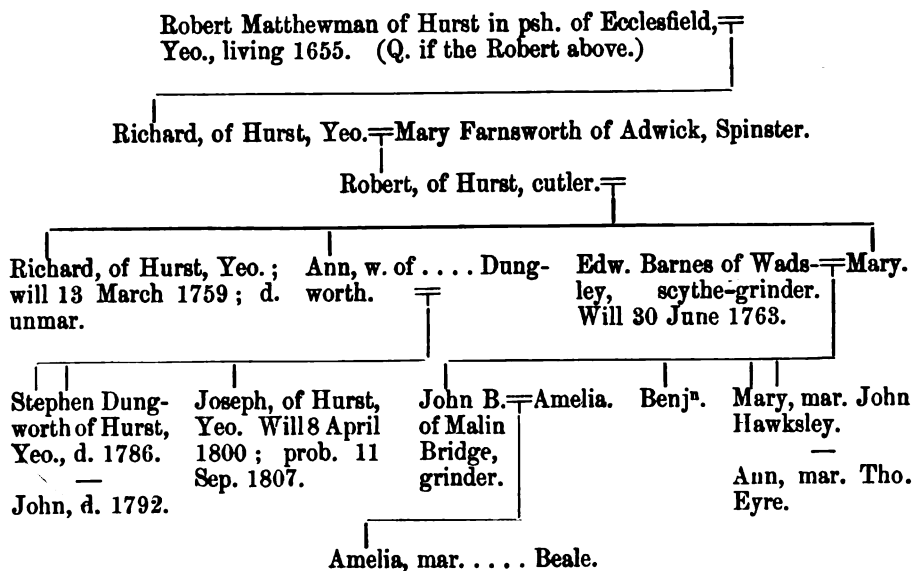 Robert Matthewman of Hurst in psh. of Ecclesfield,
Yeo., living 1655. (Q. if the Robert above.)
Richard, of Hurst, Yeo. Mary Farnsworth of Adwick, Spinster.
Robert, of Hurst, cutler.
Richard, of Hurst, Yeo. ;
will 13 March 1759 ; d.
unmar.
Ann, w. of . . . . Dung-
worth.
Edw. Barnes of Wads-
ley, scythe-grinder.
Will 30 June 1763.
Mary.
Stephen Dung-
worth of Hurst,
Yeo., d. 1786.
—
John, d. 1792.
Joseph, of Hurst,
Yeo. Will 8 April
1800 ; prob. 11
Sep. 1807.
John B.
of Malin
Bridge,
grinder.
Amelia.
Benjⁿ.
Mary, mar. John
Hawksley.
—
Ann, mar. Tho.
Eyre.
Amelia, mar. . . . . . Beale.